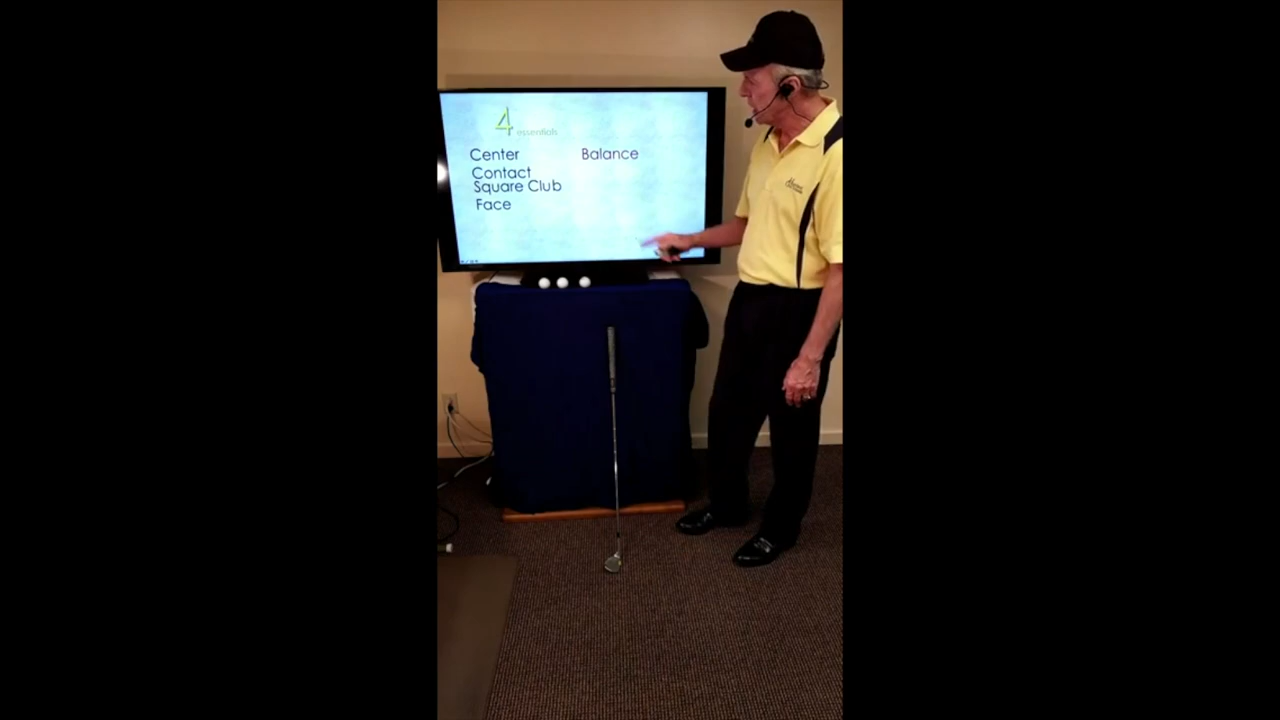 4 essentials
Center Balance
Contact
Square Club
Face